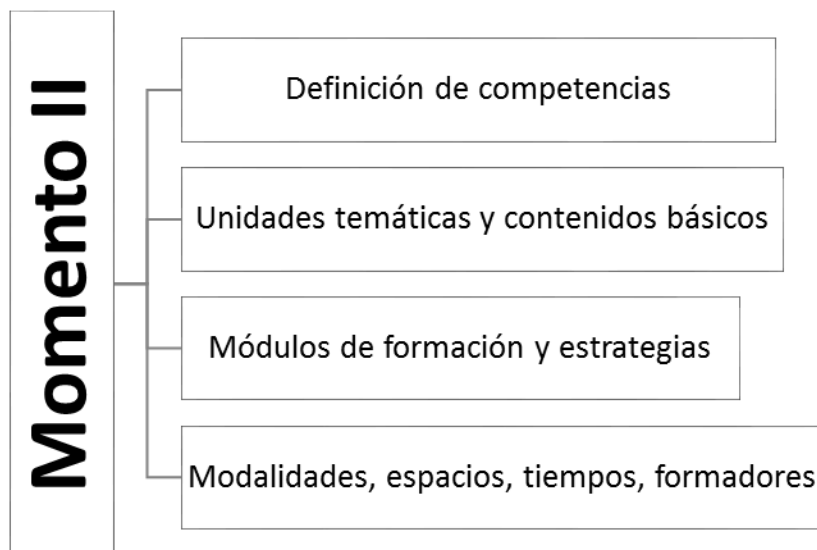 Momento II
Definición de competencias
Unidades temáticas y contenidos básicos
Módulos de formación y estrategias
Modalidades, espacios, tiempos, formadores